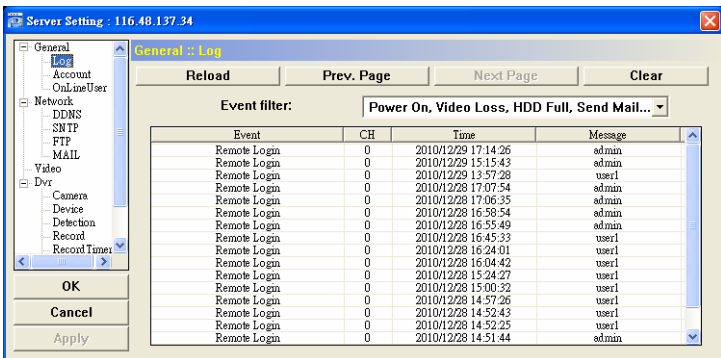 Server Setting : 116.48.137.34
General
Log
Account
OnLineUser
Network
DDNS
SNTP
FTP
MAIL
Video
Dvr
Camera
Device
Detection
Record
RecordTimer
OK
Cancel
Apply
General :: Log
Reload Prev. Page Next Page Clear
Event filter: Power On, Video Loss, HDD Full, Send Mail...
Event CH Time Message
Remote Login 0 2010/12/29 17:14:26 admin
Remote Login 0 2010/12/29 15:15:43 admin
Remote Login 0 2010/12/29 13:57:28 user1
Remote Login 0 2010/12/28 17:07:54 admin
Remote Login 0 2010/12/28 17:06:35 admin
Remote Login 0 2010/12/28 16:58:54 admin
Remote Login 0 2010/12/28 16:55:49 admin
Remote Login 0 2010/12/28 16:45:33 user1
Remote Login 0 2010/12/28 16:24:01 user1
Remote Login 0 2010/12/28 16:04:42 user1
Remote Login 0 2010/12/28 15:24:27 user1
Remote Login 0 2010/12/28 15:00:32 user1
Remote Login 0 2010/12/28 14:57:26 user1
Remote Login 0 2010/12/28 14:52:43 user1
Remote Login 0 2010/12/28 14:52:25 user1
Remote Login 0 2010/12/28 14:51:44 admin